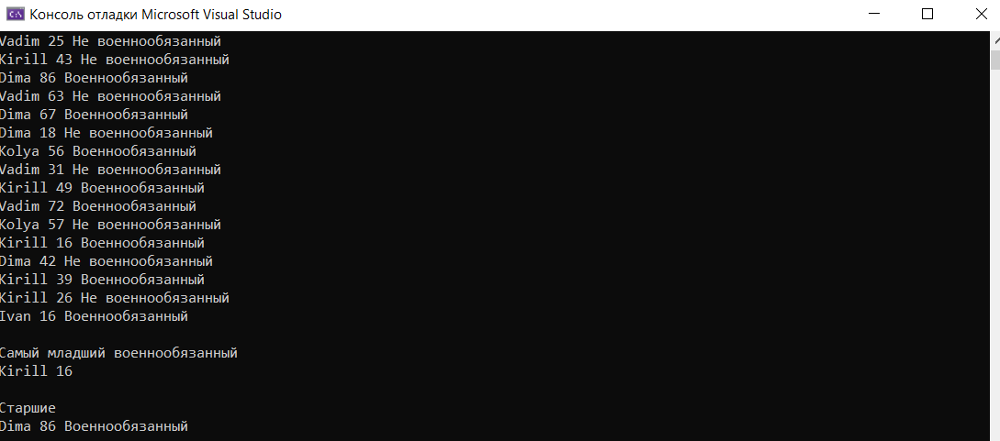 Консоль отладки Microsoft Visual Studio
Vadim 25 Не военнообязанный
Kirill 43 Не военнообязанный
Dima 86 Военнообязанный
Vadim 63 Не военнообязанный
Dima 67 Военнообязанный
Dima 18 Не военнообязанный
Kolya 56 Военнообязанный
Vadim 31 Не военнообязанный
Kirill 49 Военнообязанный
Vadim 72 Военнообязанный
Kolya 57 Не военнообязанный
Kirill 16 Военнообязанный
Dima 42 Не военнообязанный
Kirill 39 Военнообязанный
Kirill 26 Не военнообязанный
Ivan 16 Военнообязанный
Самый младший военнообязанный
Kirill 16
Старшие
Dima 86 Военнообязанный